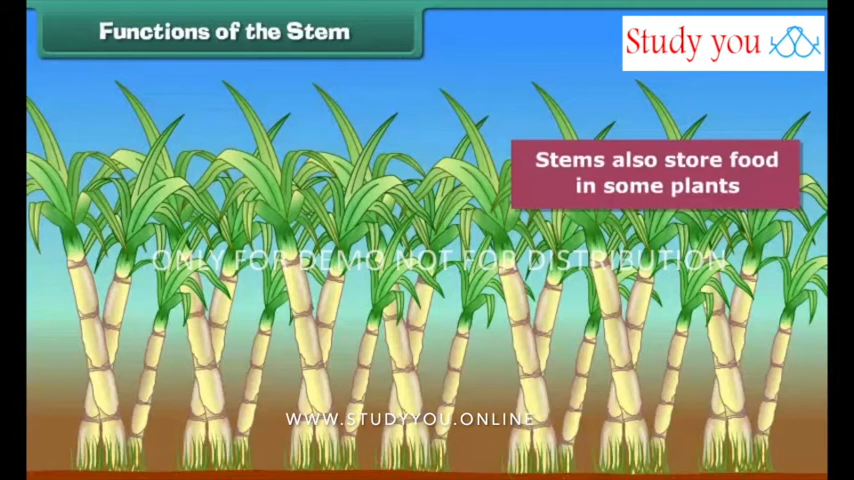 Functions of the Stem
Study you
Stems also store food
in some plants
ONLY FOR DEMO NOT FOR DISTRIBUTION
WWW.STUDYYOU.ONLINE